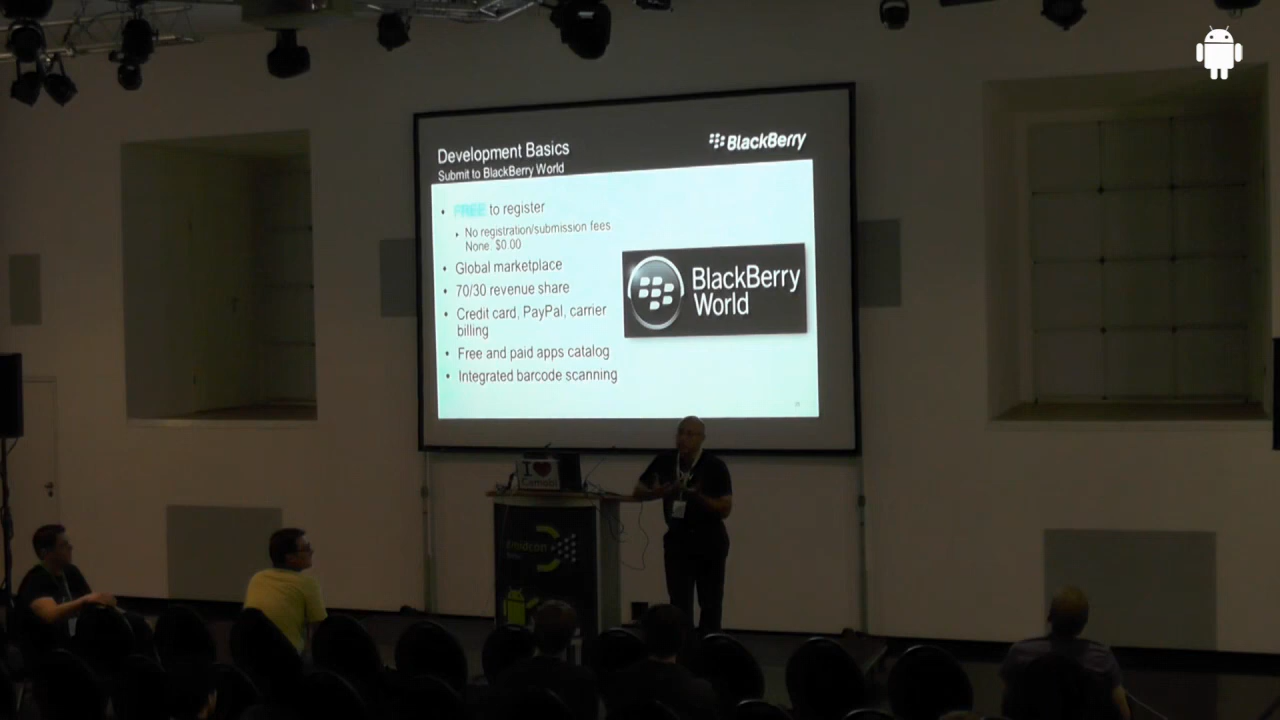 Development Basics
Submit to BlackBerry World
BlackBerry
• FREE to register
• No registration/submission fees
None: $0.00
• Global marketplace
• 70/30 revenue share
• Credit card, PayPal, carrier
billing
• Free and paid apps catalog
• Integrated barcode scanning
BlackBerry
World
I
droidcon